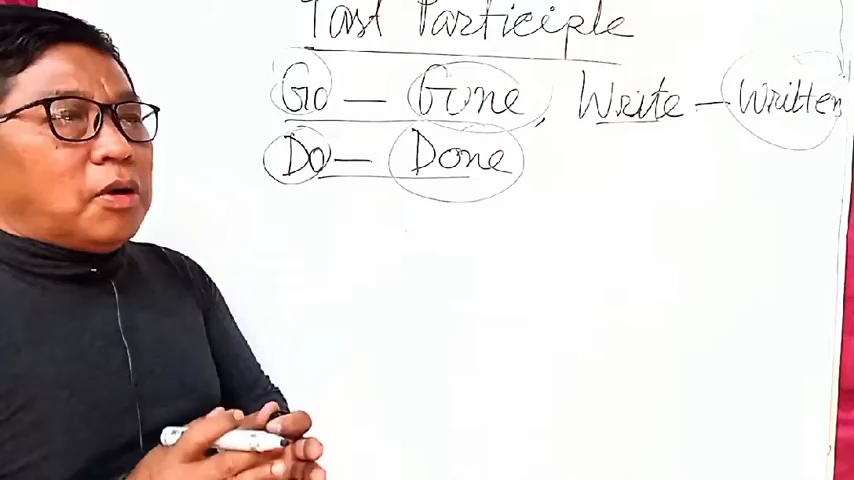 Past Participle
Go — Gone, Write — Written
Do — Done